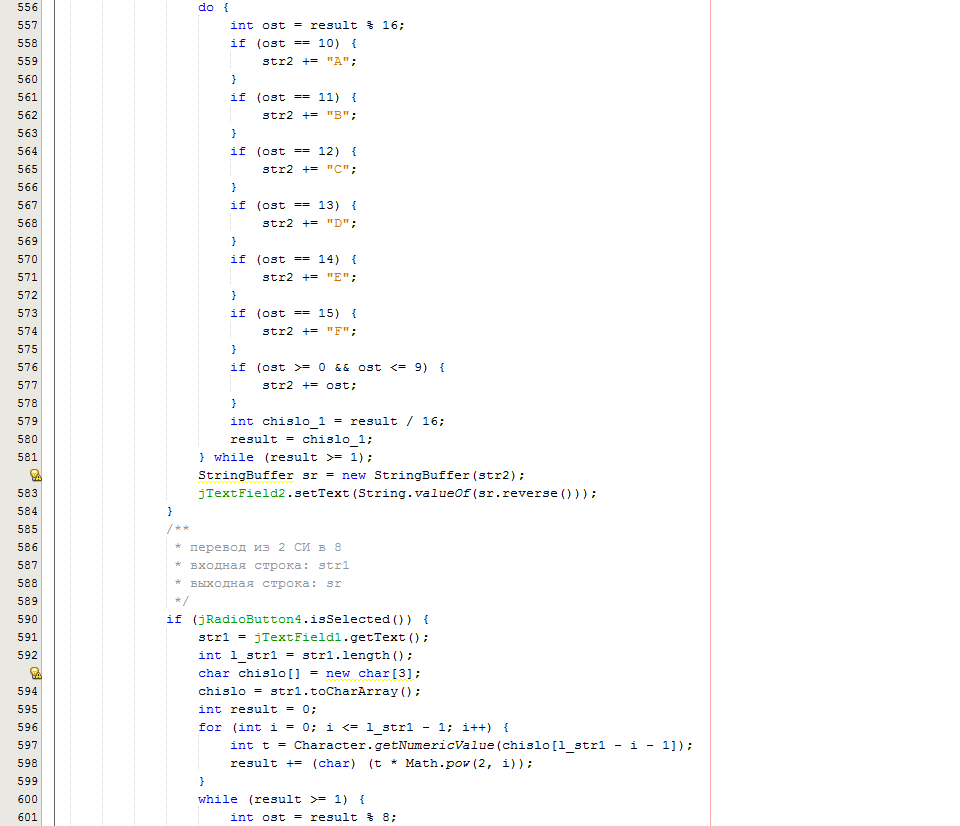 556 do {
557 int ost = result % 16;
558 if (ost == 10) {
559 str2 += "A";
560 }
561 if (ost == 11) {
562 str2 += "B";
563 }
564 if (ost == 12) {
565 str2 += "C";
566 }
567 if (ost == 13) {
568 str2 += "D";
569 }
570 if (ost == 14) {
571 str2 += "E";
572 }
573 if (ost == 15) {
574 str2 += "F";
575 }
576 if (ost >= 0 && ost <= 9) {
577 str2 += ost;
578 }
579 int chislo_1 = result / 16;
580 result = chislo_1;
581 } while (result >= 1);
StringBuffer sr = new StringBuffer(str2);
583 jTextField2.setText(String.valueOf(sr.reverse()));
584 }
585 /**
586 * перевод из 2 СИ в 8
587 * входная строка: str1
588 * выходная строка: sr
589 */
590 if (jRadioButton4.isSelected()) {
591 str1 = jTextField1.getText();
592 int l_str1 = str1.length();
char chislo[] = new char[3];
594 chislo = str1.toCharArray();
595 int result = 0;
596 for (int i = 0; i <= l_str1 - 1; i++) {
597 int t = Character.getNumericValue(chislo[l_str1 - i - 1]);
598 result += (char) (t * Math.pow(2, i));
599 }
600 while (result >= 1) {
601 int ost = result % 8;